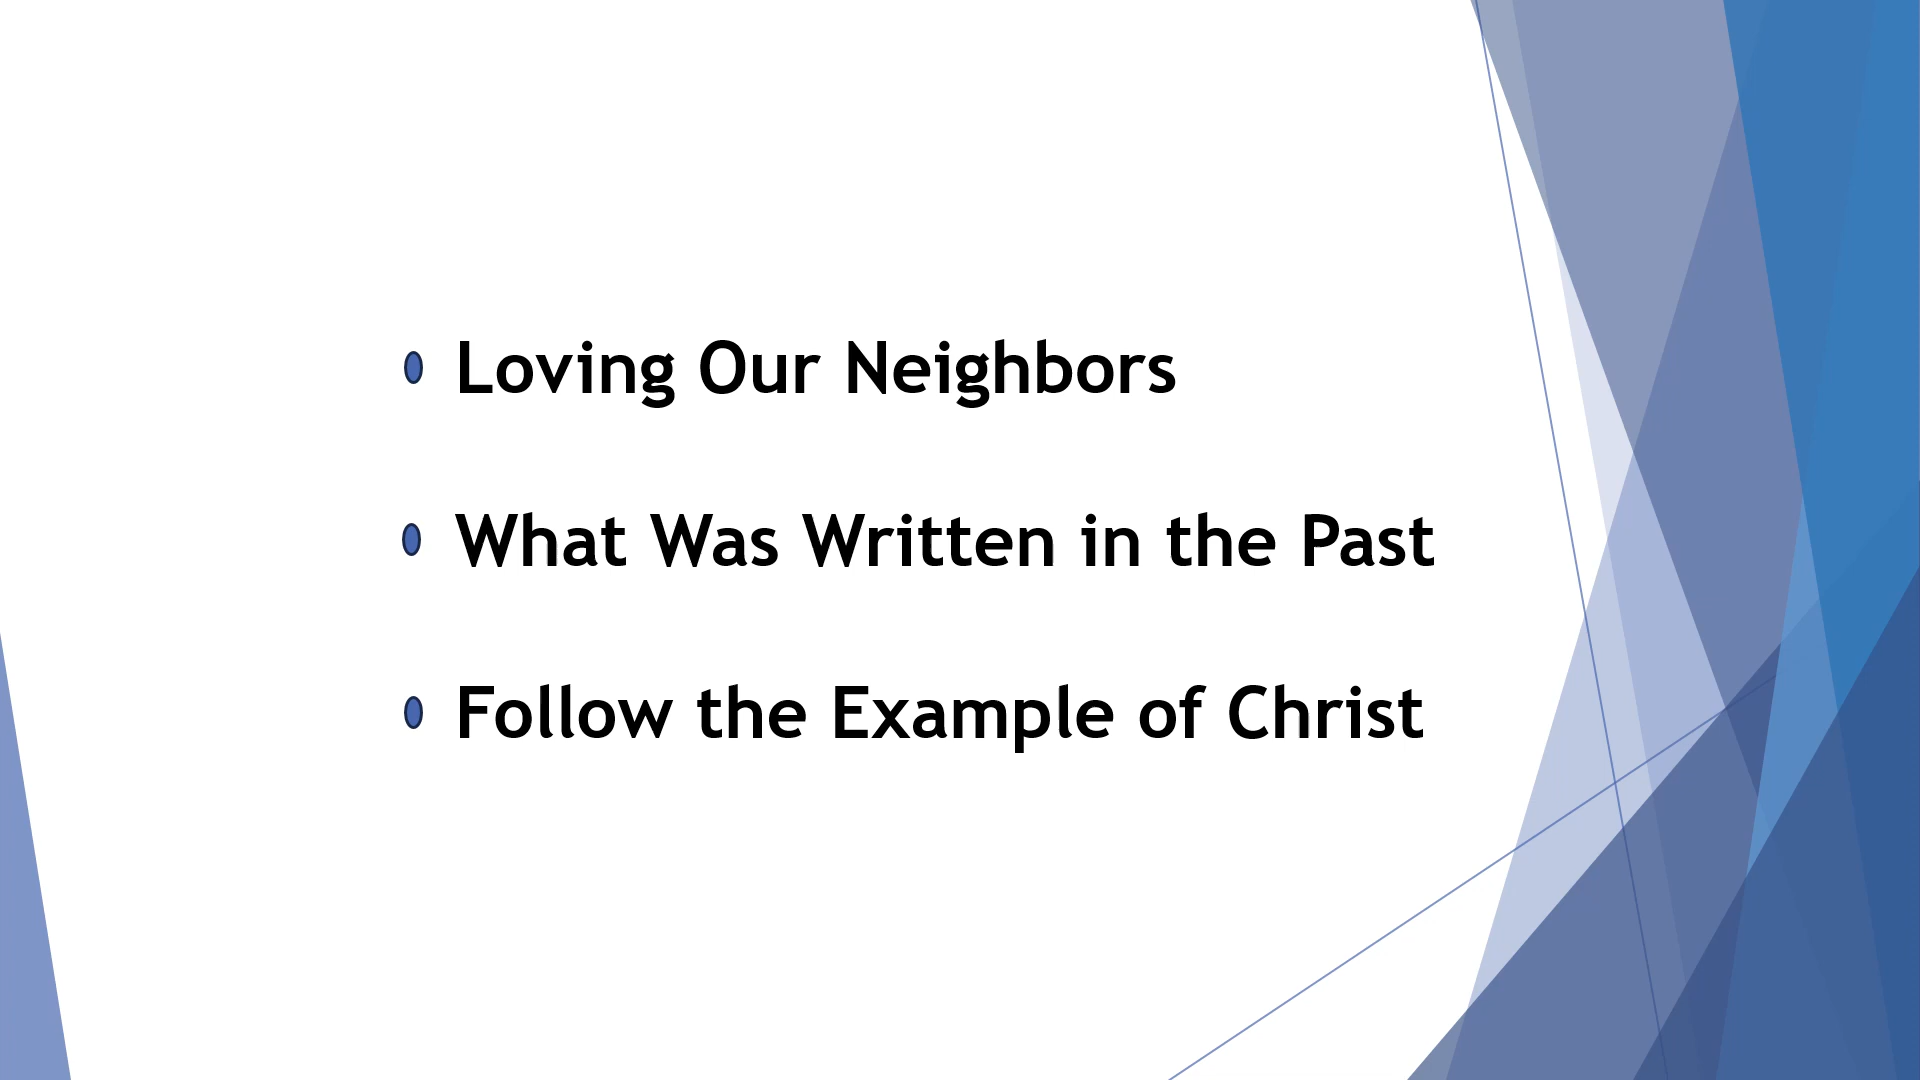 Loving Our Neighbors
What Was Written in the Past
Follow the Example of Christ